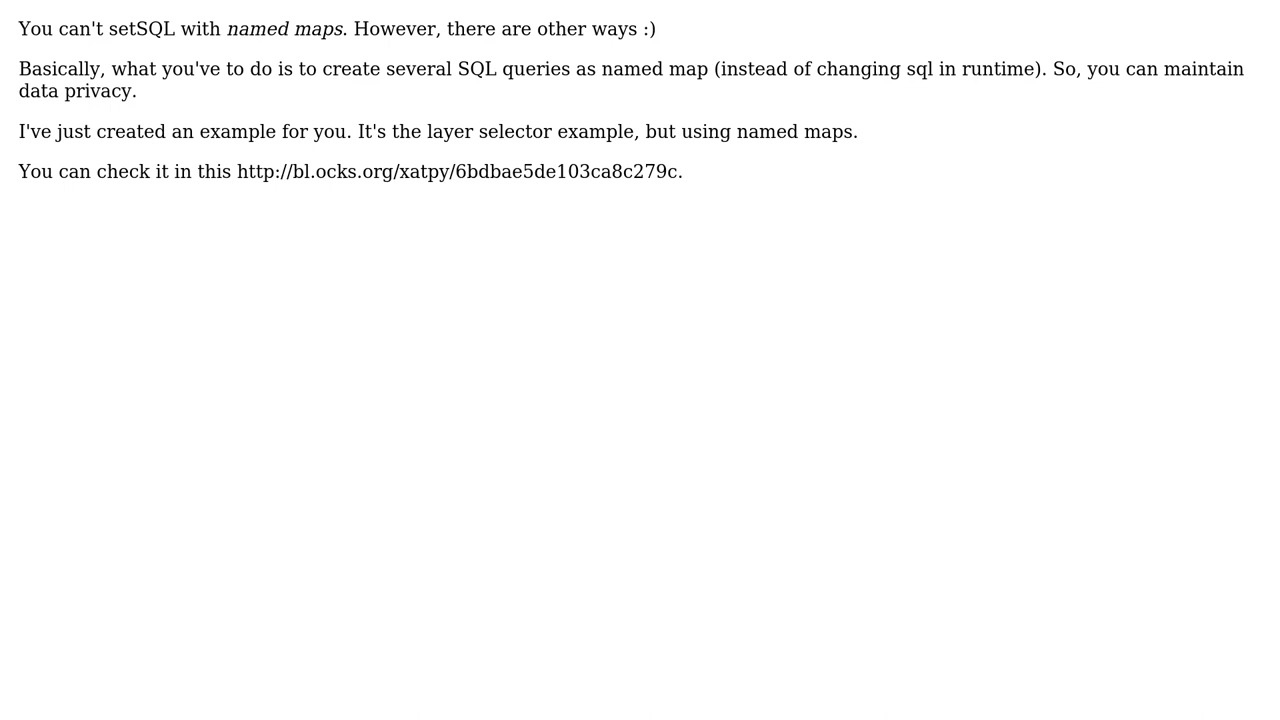 You can't setSQL with named maps. However, there are other ways :)
Basically, what you've to do is to create several SQL queries as named map (instead of changing sql in runtime). So, you can maintain
data privacy.
I've just created an example for you. It's the layer selector example, but using named maps.
You can check it in this http://bl.ocks.org/xatpy/6bdbae5de103ca8c279c.